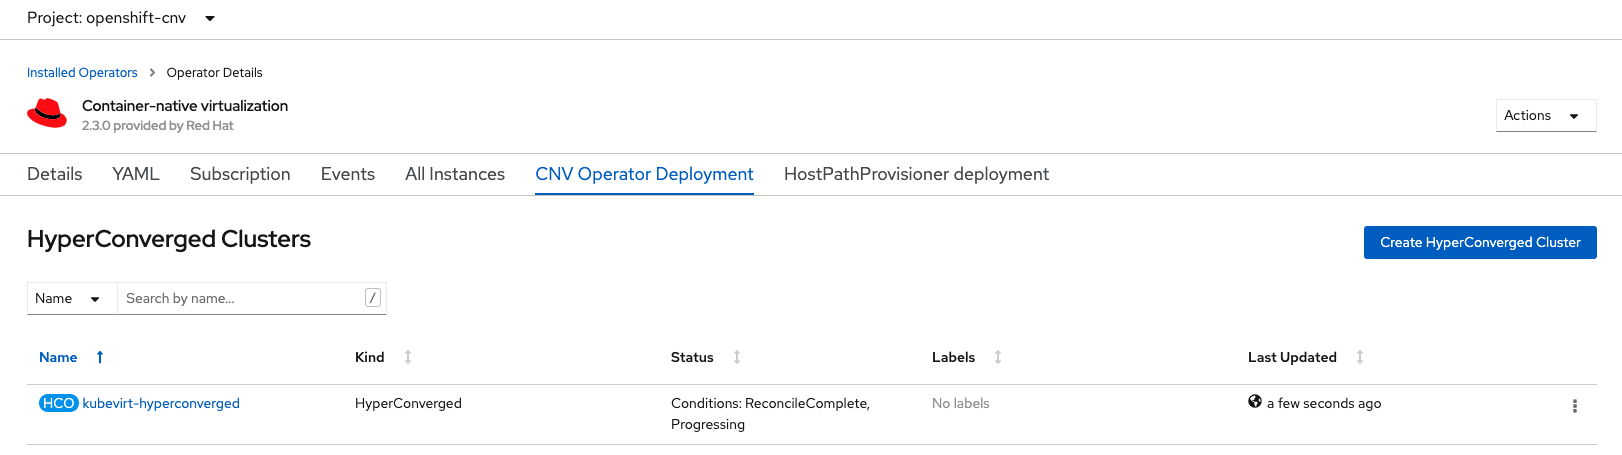 Project: openshift-cnv
Installed Operators > Operator Details
Container-native virtualization
2.3.0 provided by Red Hat
Actions
Details YAML Subscription Events All Instances CNV Operator Deployment HostPathProvisioner deployment
HyperConverged Clusters
Create HyperConverged Cluster
Name Search by name... /
Name Kind Status Labels Last Updated
HCO kubevirt-hyperconverged HyperConverged Conditions: ReconcileComplete, No labels a few seconds ago
Progressing